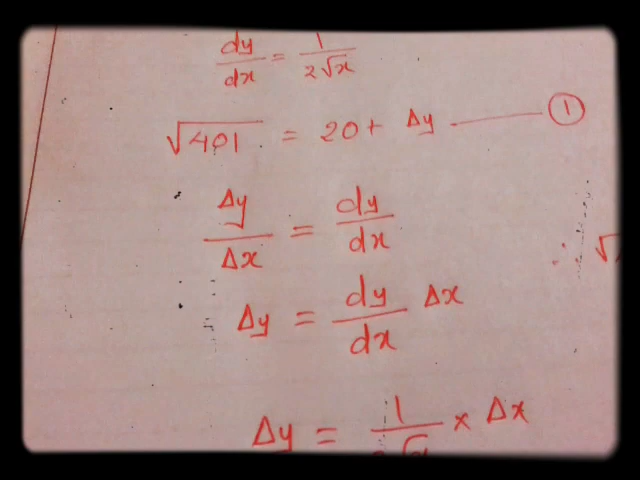 dy/dx = 1/2√x
√401 = 20 + Δy ——— ①
Δy/Δx = dy/dx
Δy = dy/dx Δx
Δy = 1/2√x × Δx